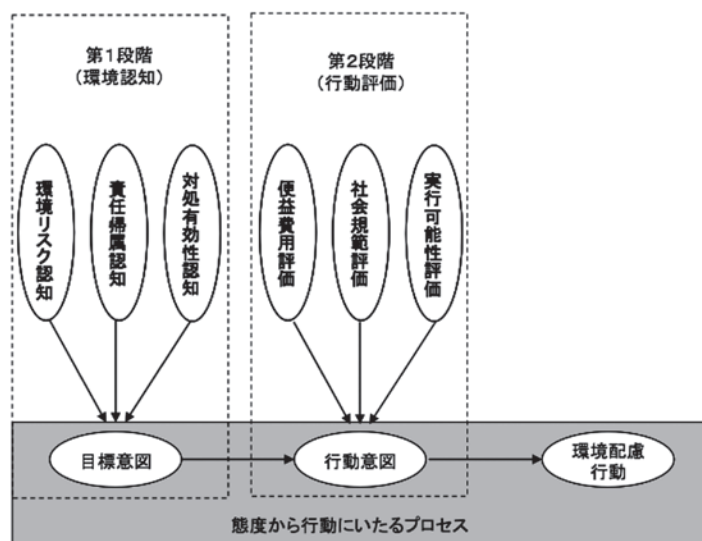 第1段階
(環境認知)
第2段階
(行動評価)
環境リスク認知
責任帰属認知
対処有効性認知
便益費用評価
社会規範評価
実行可能性評価
目標意図
行動意図
環境配慮
行動
態度から行動にいたるプロセス